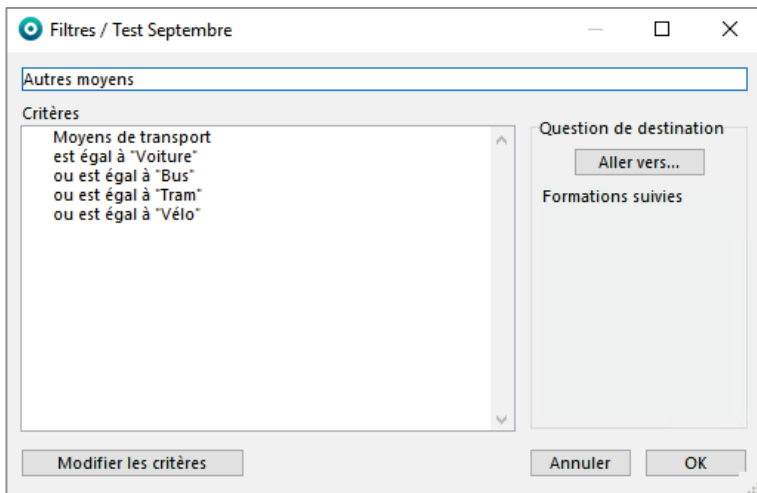 Filtres / Test Septembre
Autres moyens
Critères
Moyens de transport
est égal à "Voiture"
ou est égal à "Bus"
ou est égal à "Tram"
ou est égal à "Vélo"
Question de destination
Aller vers...
Formations suivies
Modifier les critères
Annuler
OK